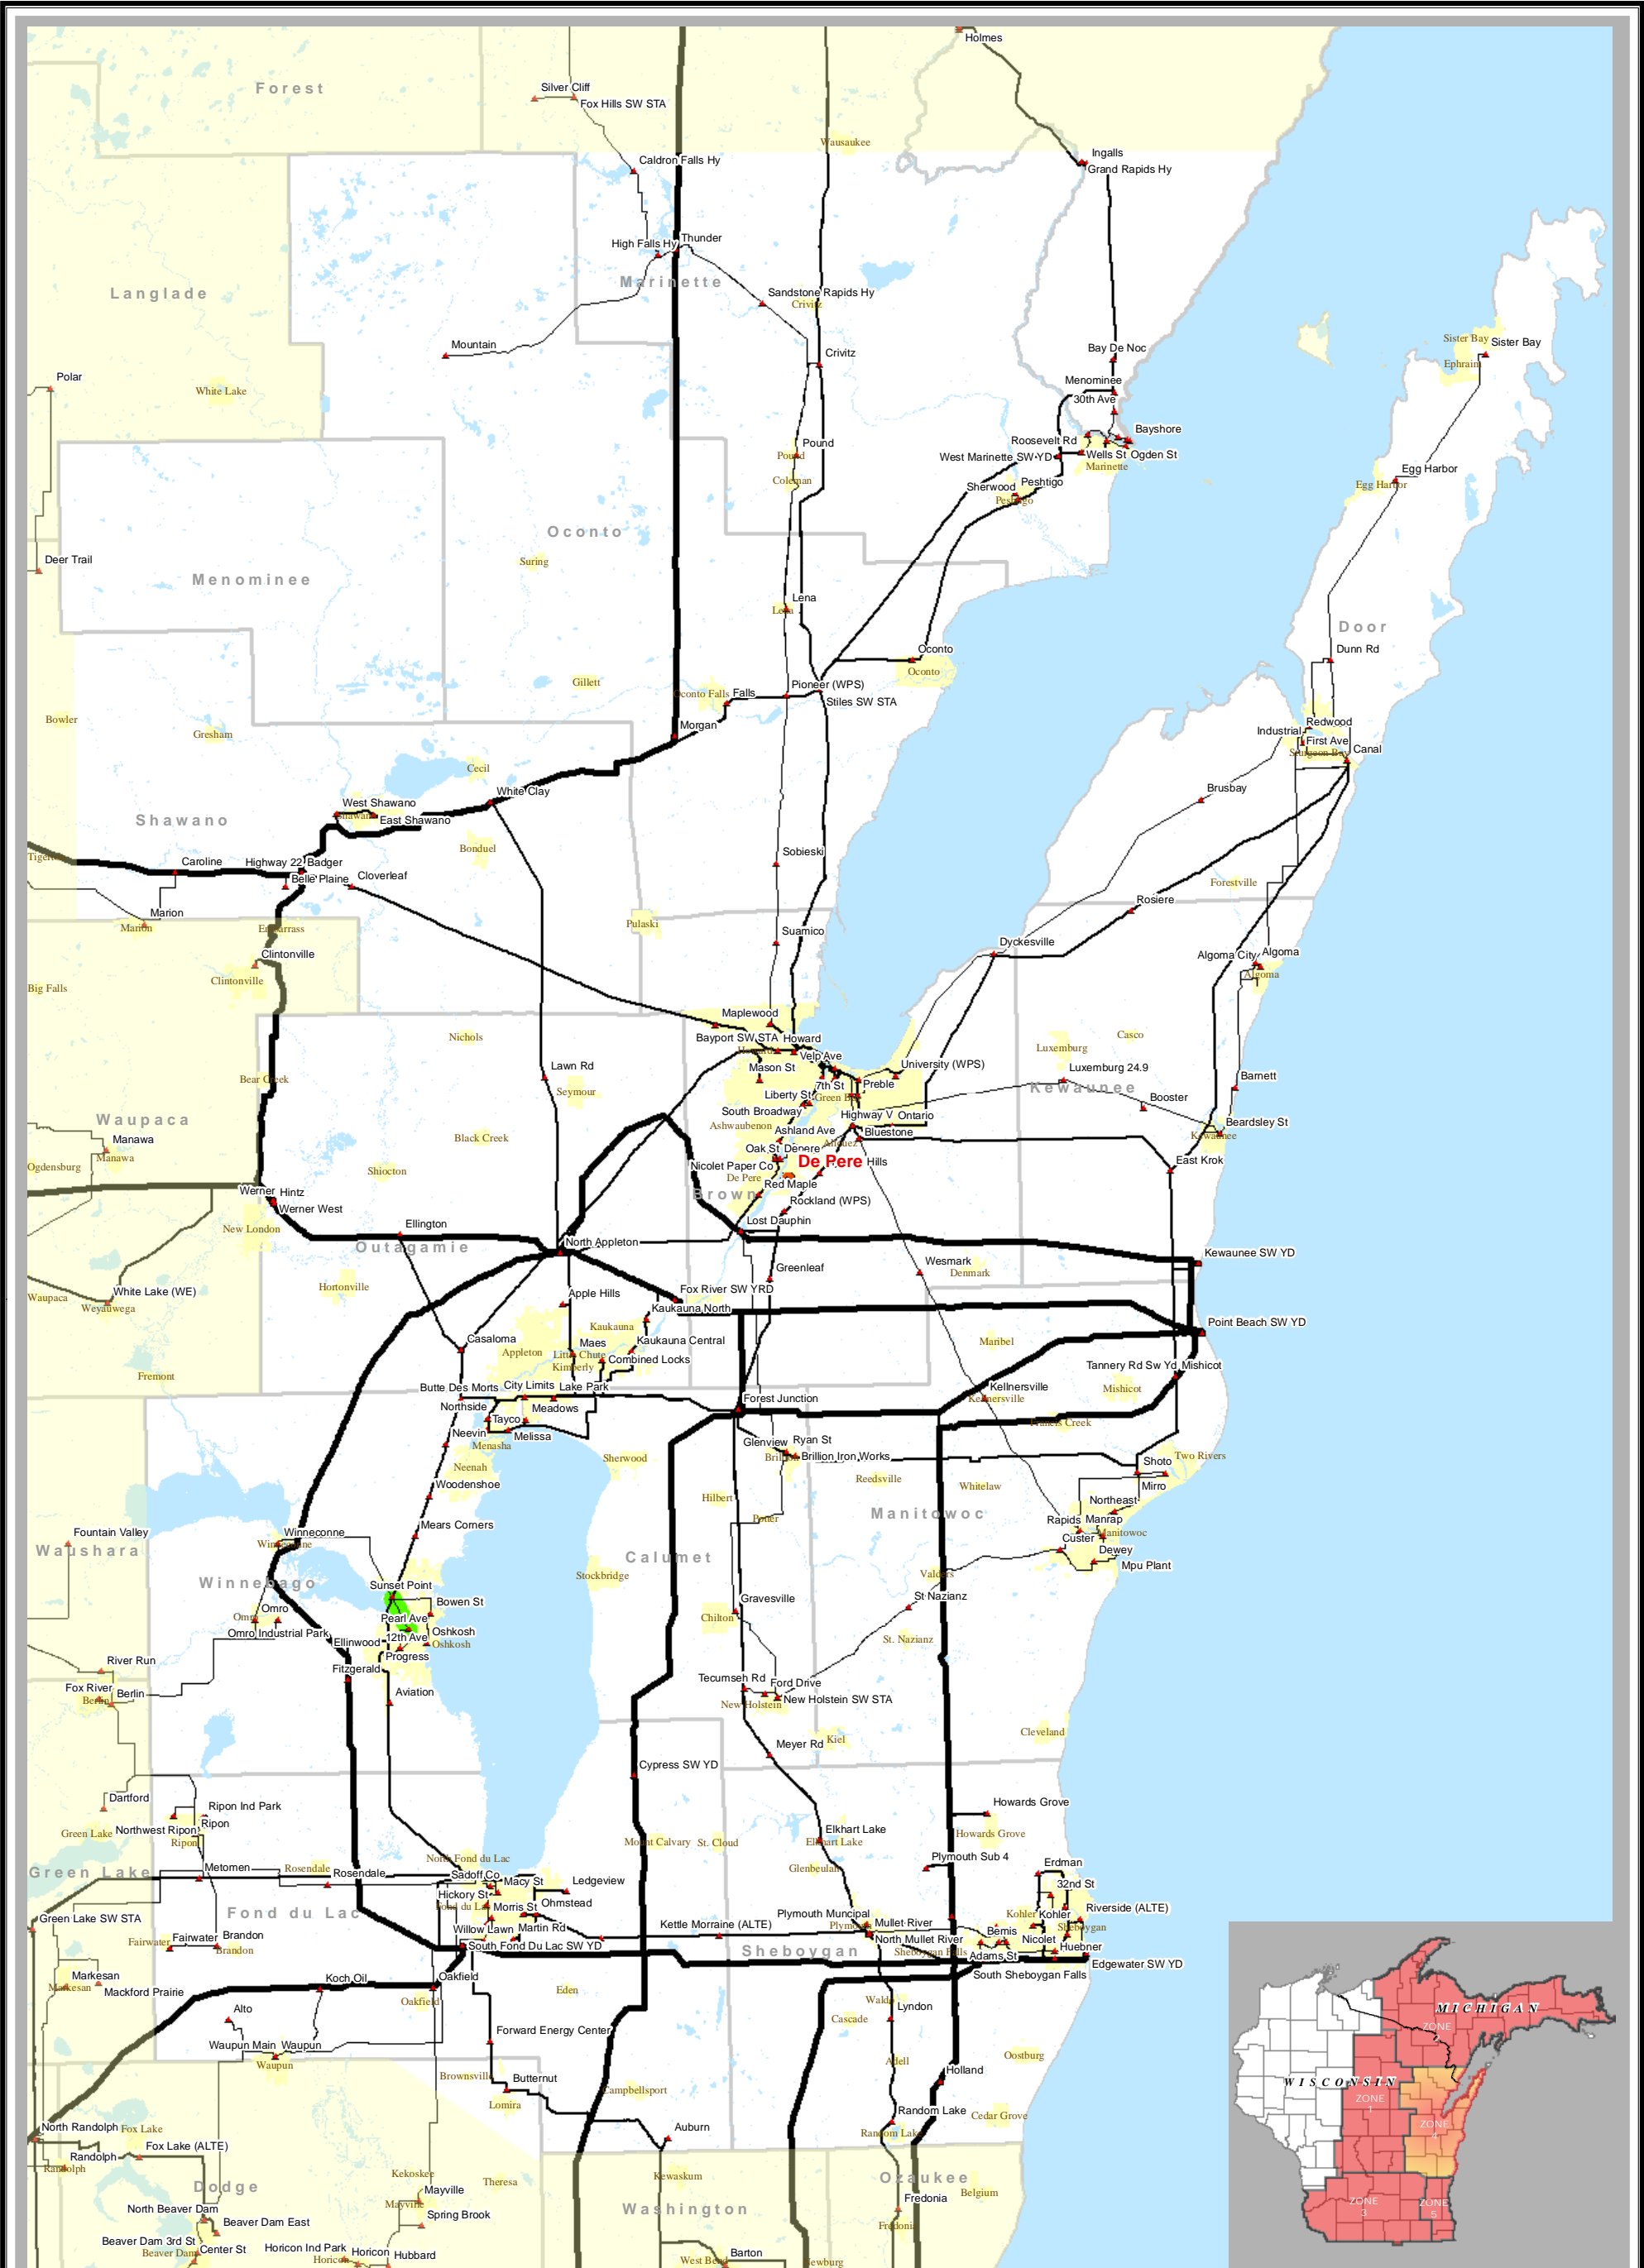 Holmes
Forest
Silver Cliff
Fox Hills SW STA
Wausaukee
Ingalls
Caldron Falls Hy
Grand Rapids Hy
High Falls Hy
Thunder
Marinette
Langlade
Sandstone Rapids Hy
Crivitz
Mountain
Crivitz
Bay De Noc
Sister Bay
Sister Bay
Ephraim
Polar
White Lake
Menominee
30th Ave
Bayshore
Roosevelt Rd
Pound
West Marinette SW YD
Wells St
Ogden St
Pound
Marinette
Coleman
Egg Harbor
Egg Harbor
Sherwood
Peshtigo
Peshtigo
Oconto
Suring
Deer Trail
Menominee
Lena
Lena
Door
Dunn Rd
Oconto
Oconto
Gillett
Pioneer (WPS)
Oconto Falls
Falls
Stiles SW STA
Bowler
Gresham
Morgan
Redwood
Industrial
First Ave
Sturgeon Bay
Canal
Cecil
White Clay
Brusbay
West Shawano
Shawano
East Shawano
Shawano
Bonduel
Sobieski
Tigerton
Caroline
Highway 22
Badger
Belle Plaine
Cloverleaf
Forestville
Rosiere
Marion
Marion
Embarrass
Pulaski
Suamico
Dyckesville
Clintonville
Clintonville
Algoma City
Algoma
Algoma
Big Falls
Maplewood
Nichols
Bayport SW STA
Howard
Howard
Casco
Luxemburg
Velp Ave
University (WPS)
Lawn Rd
Mason St
Luxemburg 24.9
Bear Creek
Seymour
7th St
Preble
Kewaunee
Barnett
Liberty St
Green Bay
Booster
South Broadway
Highway V
Ontario
Waupaca
Ashwaubenon
Beardsley St
Manawa
Black Creek
Ashland Ave
Bluestone
Kewaunee
Manawa
Allouez
Oak St
Depere
De Pere
Hills
East Krok
Ogdensburg
Shiocton
Nicolet Paper Co
De Pere
Red Maple
Werner
Hintz
Brown
Rockland (WPS)
Werner West
New London
Ellington
Lost Dauphin
Outagamie
North Appleton
Kewaunee SW YD
Greenleaf
Wesmark
Denmark
Hortonville
Fox River SW YRD
White Lake (WE)
Waupaca
Weyauwega
Apple Hills
Kaukauna North
Kaukauna
Point Beach SW YD
Casaloma
Maes
Kaukauna Central
Maribel
Appleton
Little Chute
Combined Locks
Kimberly
Tannery Rd Sw Yd
Mishicot
Fremont
Butte Des Morts
City Limits
Lake Park
Kellnersville
Mishicot
Forest Junction
Kellnersville
Northside
Meadows
Tayco
Francis Creek
Neevin
Melissa
Glenview
Ryan St
Menasha
Brillion
Brillion Iron Works
Two Rivers
Sherwood
Shoto
Neenah
Reedsville
Whitelaw
Mirro
Woodenshoe
Hilbert
Northeast
Manitowoc
Potter
Rapids
Manrap
Mears Corners
Fountain Valley
Winneconne
Custer
Manitowoc
Winneconne
Waushara
Dewey
Calumet
Mpu Plant
Stockbridge
Valders
Winnebago
Sunset Point
Gravesville
St Nazianz
Bowen St
Omro
Omro
Pearl Ave
Chilton
Oshkosh
Omro Industrial Park
12th Ave
St. Nazianz
Ellinwood
Oshkosh
Progress
River Run
Fitzgerald
Tecumseh Rd
Ford Drive
Fox River
Berlin
Berlin
Aviation
New Holstein
New Holstein SW STA
Cleveland
Kiel
Meyer Rd
Cypress SW YD
Dartford
Ripon Ind Park
Howards Grove
Northwest Ripon
Ripon
Green Lake
Ripon
Mount Calvary
St. Cloud
Elkhart Lake
Elkhart Lake
Howards Grove
Green Lake
Metomen
Rosendale
Rosendale
North Fond du Lac
Glenbeulah
Plymouth Sub 4
Erdman
Sadoff Co
Macy St
Ledgeview
32nd St
Hickory St
Fond du Lac
Morris St
Ohmstead
Fond du Lac
Plymouth Muncipal
Kohler
Kohler
Riverside (ALTE)
Green Lake SW STA
Kettle Morraine (ALTE)
Plymouth
Mullet River
Sheboygan
Willow Lawn
Martin Rd
Bemis
Fairwater
Fairwater
Brandon
Brandon
South Fond Du Lac SW YD
Sheboygan
North Mullet River
Nicolet
Huebner
Sheboygan Falls
Adams St
Edgewater SW YD
South Sheboygan Falls
Markesan
Markesan
Mackford Prairie
Koch Oil
Oakfield
Oakfield
Eden
Waldo
Lyndon
Alto
Cascade
Waupun Main
Waupun
Waupun
Forward Energy Center
Adell
Oostburg
Brownsville
Butternut
Holland
Campbellsport
Lomira
Random Lake
Cedar Grove
Auburn
Random Lake
North Randolph
Fox Lake
Fox Lake (ALTE)
Randolph
Randolph
Kekoskee
Theresa
Kewaskum
Ozaukee
Dodge
Mayville
Mayville
Belgium
North Beaver Dam
Washington
Fredonia
Spring Brook
Beaver Dam East
Fredonia
Beaver Dam 3rd St
Center St
Beaver Dam
Horicon Ind Park
Horicon
Horicon
Hubbard
Barton
West Bend
Newburg
MICHIGAN
ZONE
2
WISCONSIN
ZONE
1
ZONE
4
ZONE
3
ZONE
5